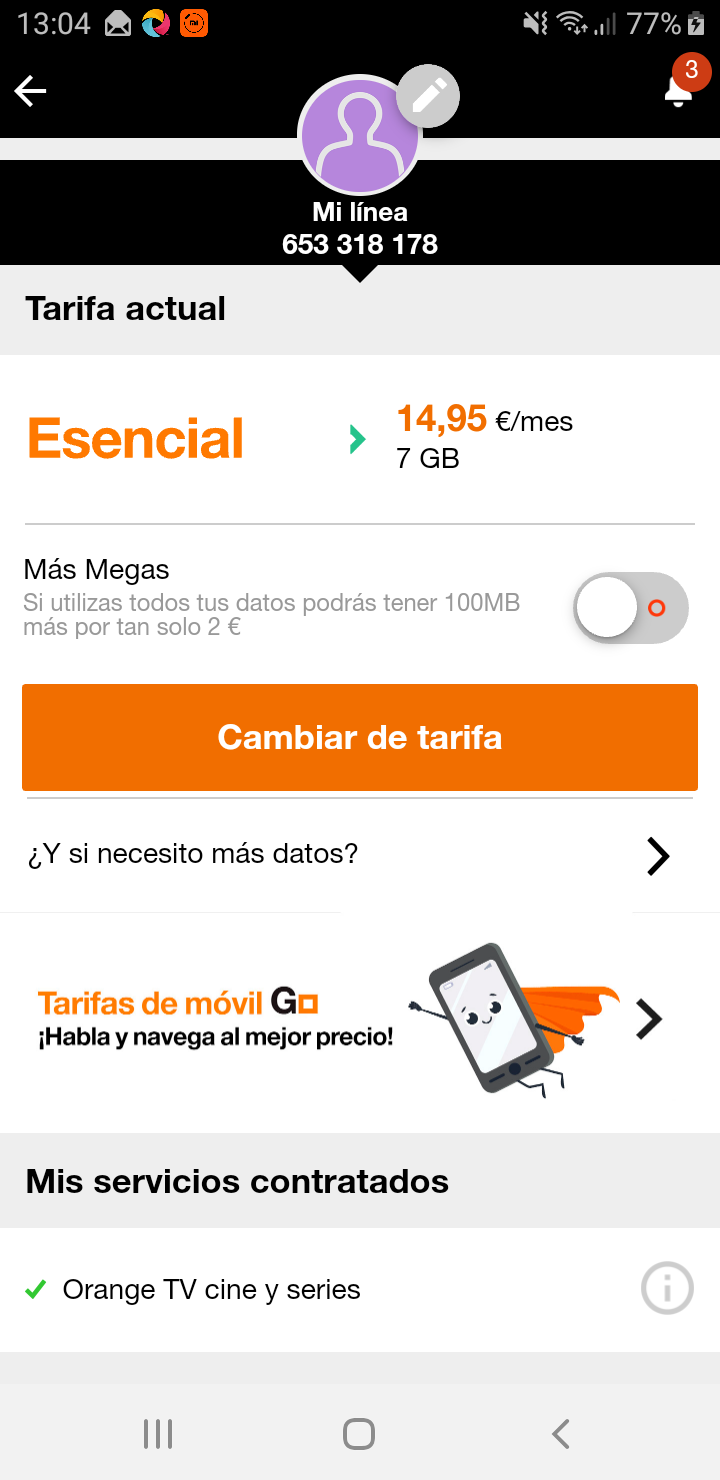 13:04
77%
3
Mi línea
653 318 178
Tarifa actual
Esencial
14,95 €/mes
7 GB
Más Megas
Si utilizas todos tus datos podrás tener 100MB
más por tan solo 2 €
Cambiar de tarifa
¿Y si necesito más datos?
Tarifas de móvil Go
¡Habla y navega al mejor precio!
Mis servicios contratados
Orange TV cine y series